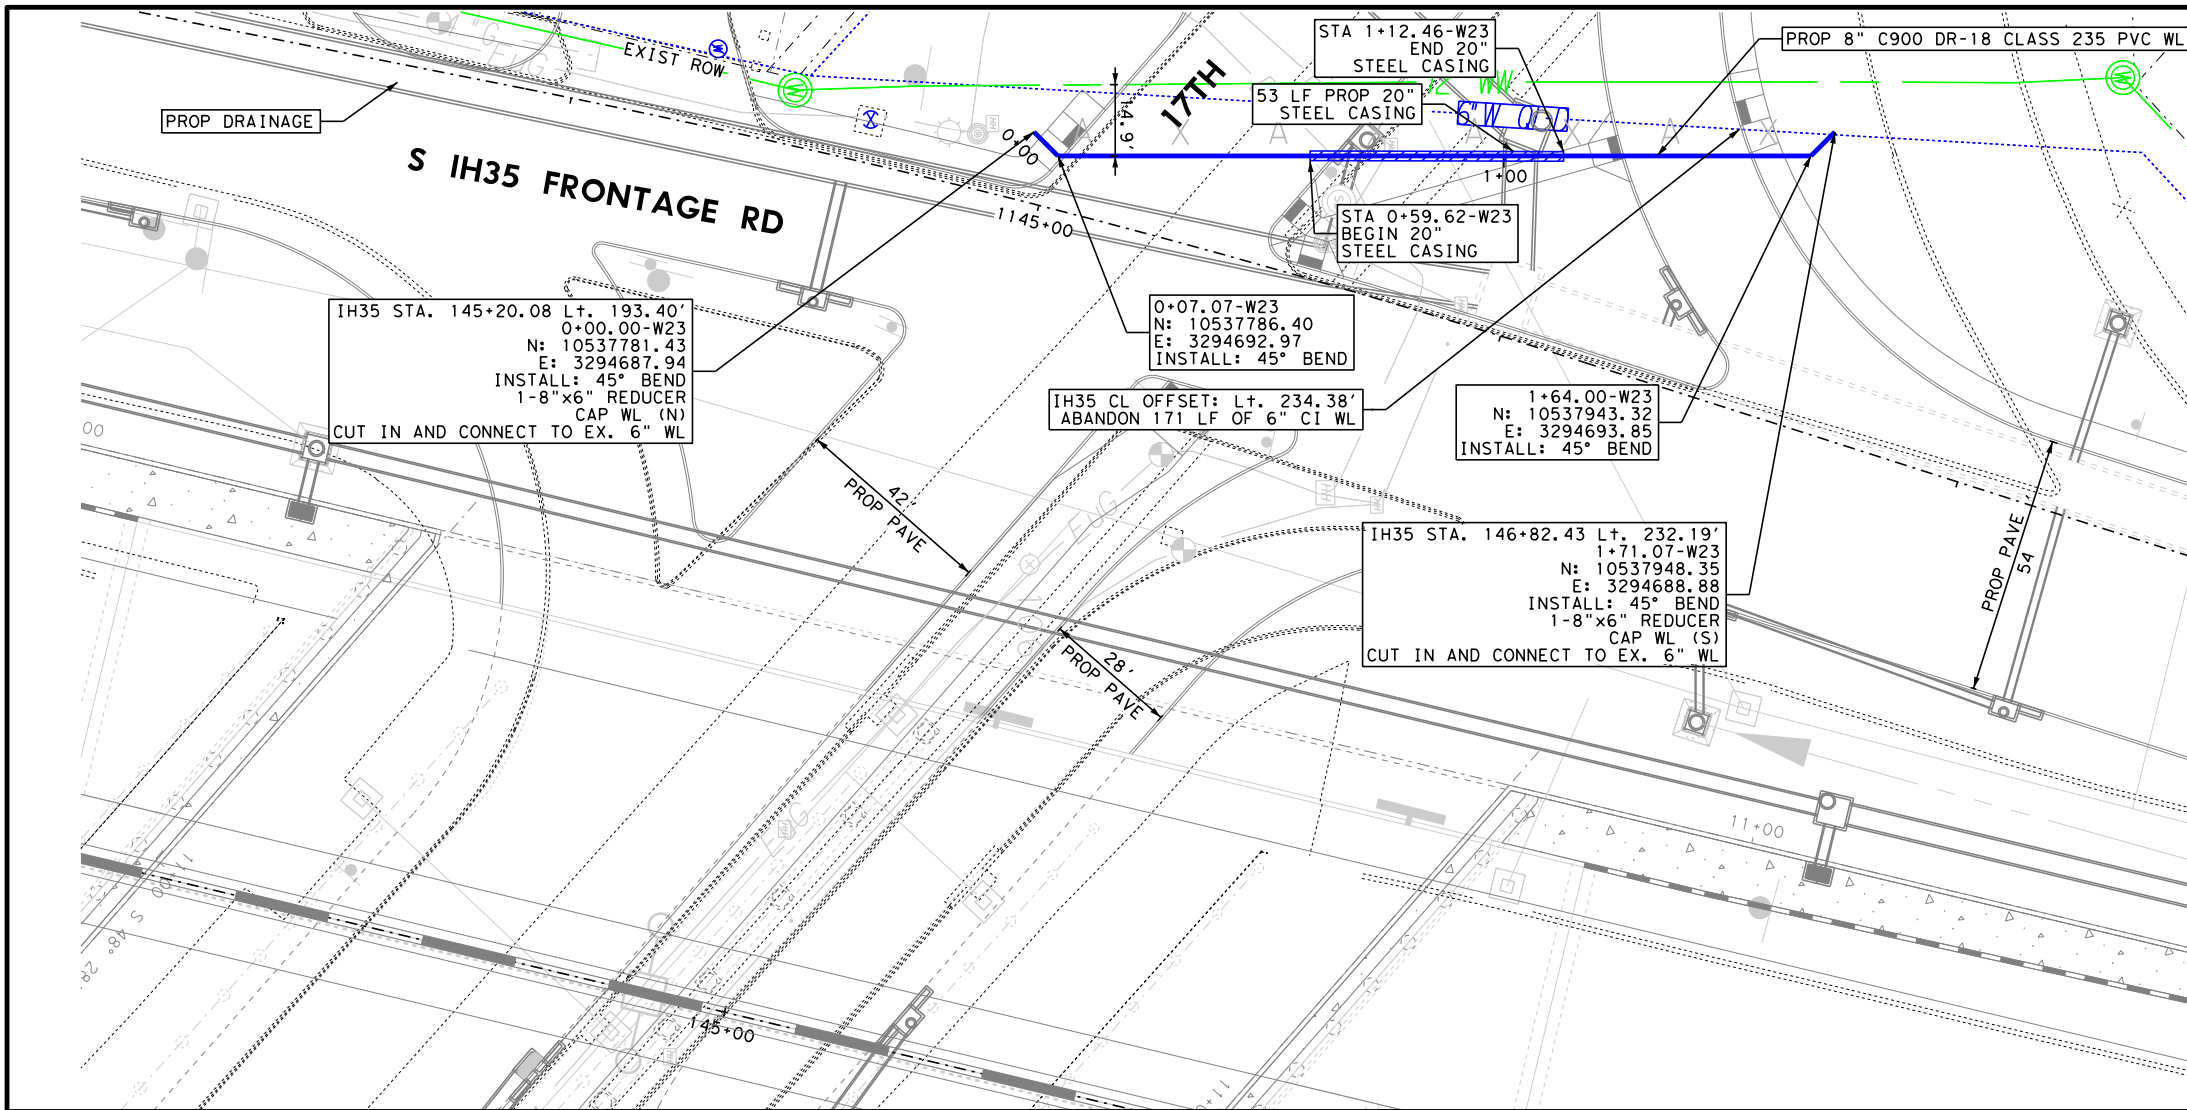 STA 1+12.46-W23
END 20"
STEEL CASING
PROP 8" C900 DR-18 CLASS 235 PVC WL
EXIST ROW
17TH
53 LF PROP 20"
STEEL CASING
PROP DRAINAGE
14.9'
0+00
S IH35 FRONTAGE RD
1+00
1145+00
STA 0+59.62-W23
BEGIN 20"
STEEL CASING
IH35 STA. 145+20.08 Lt. 193.40'
0+00.00-W23
N: 10537781.43
E: 3294687.94
INSTALL: 45° BEND
1-8"x6" REDUCER
CAP WL (N)
CUT IN AND CONNECT TO EX. 6" WL
0+07.07-W23
N: 10537786.40
E: 3294692.97
INSTALL: 45° BEND
IH35 CL OFFSET: Lt. 234.38'
ABANDON 171 LF OF 6" CI WL
1+64.00-W23
N: 10537943.32
E: 3294693.85
INSTALL: 45° BEND
00
42'
PROP PAVE
EUG
PROP PAVE
54
IH35 STA. 146+82.43 Lt. 232.19'
1+71.07-W23
N: 10537948.35
E: 3294688.88
INSTALL: 45° BEND
1-8"x6" REDUCER
CAP WL (S)
CUT IN AND CONNECT TO EX. 6" WL
28'
PROP PAVE
11+00
11+00
S 48° 28
145+00